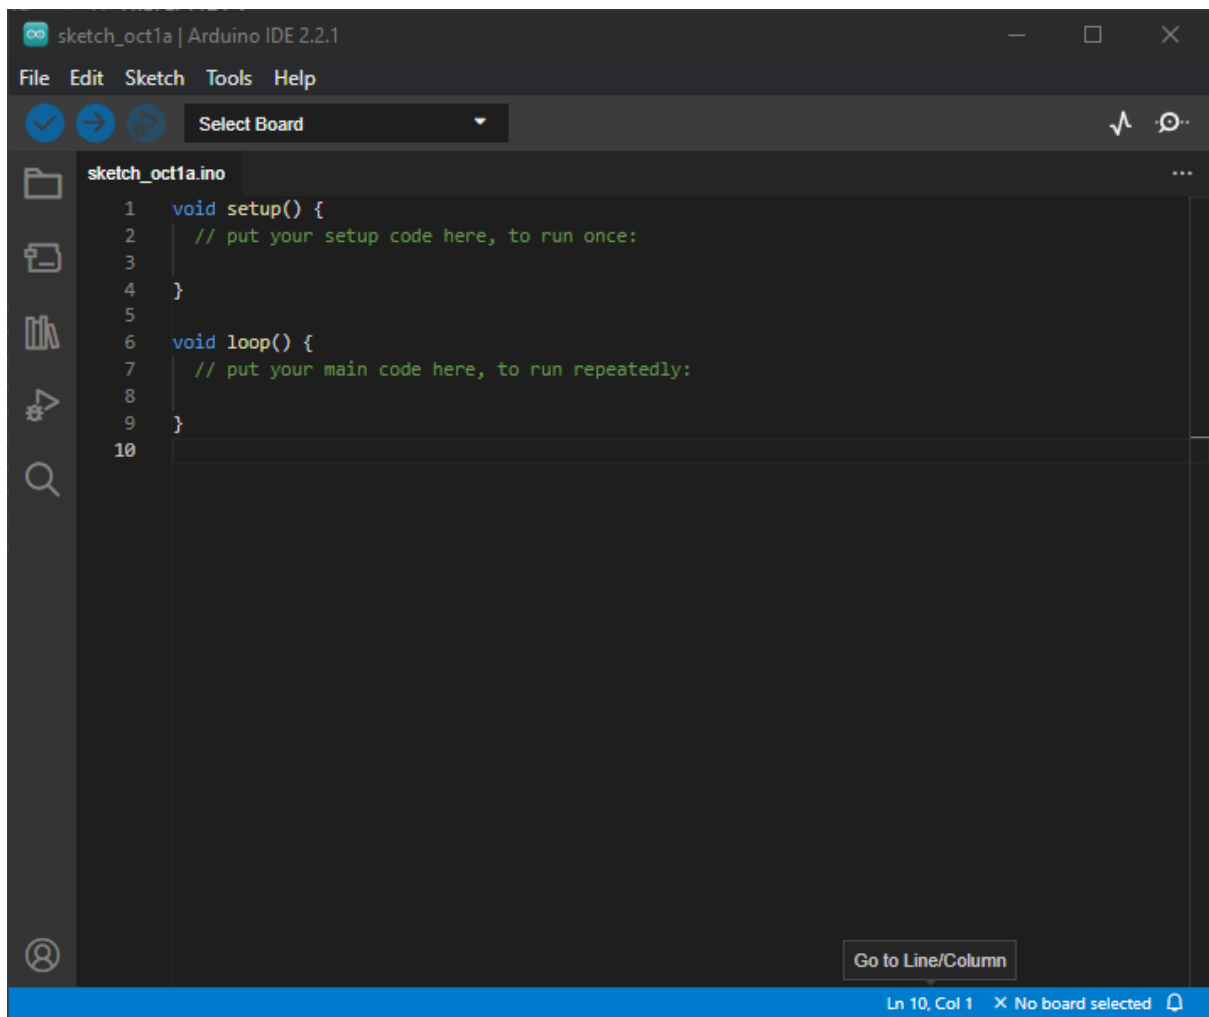 sketch_oct1a | Arduino IDE 2.2.1
File Edit Sketch Tools Help
Select Board
sketch_oct1a.ino
1 void setup() {
2   // put your setup code here, to run once:
3
4 }
5
6 void loop() {
7   // put your main code here, to run repeatedly:
8
9 }
10
Go to Line/Column
Ln 10, Col 1 × No board selected